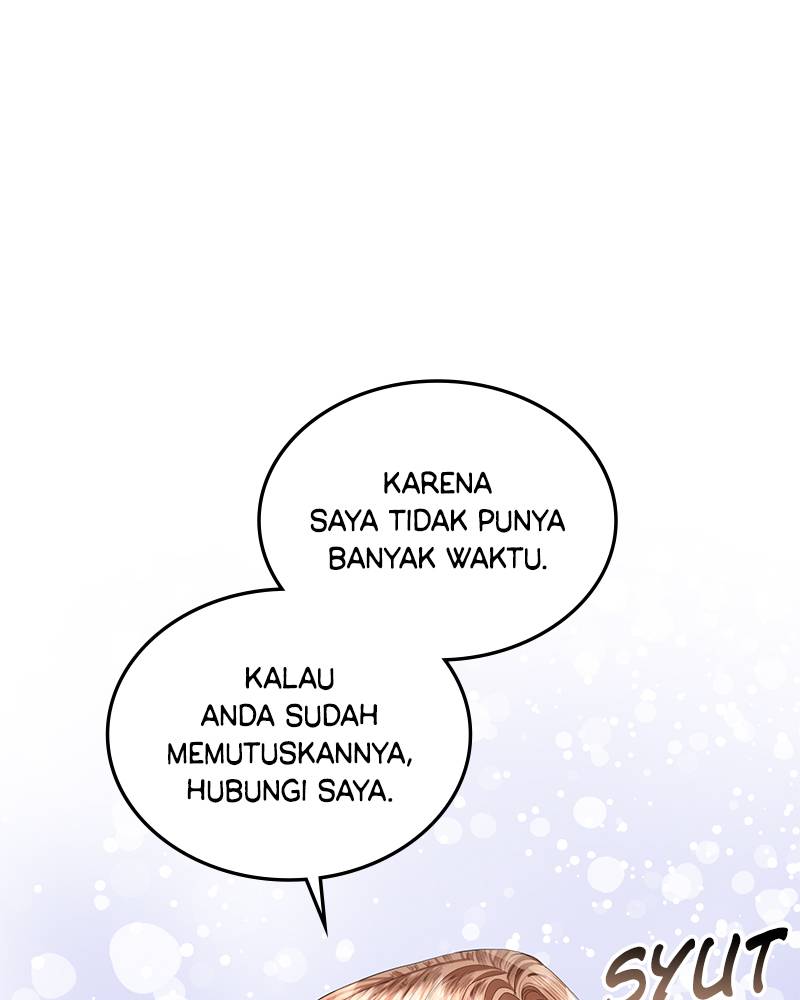 KARENA
SAYA TIDAK PUNYA
BANYAK WAKTU.
KALAU
ANDA SUDAH
MEMUTUSKANNYA,
HUBUNGI SAYA.
SYUT